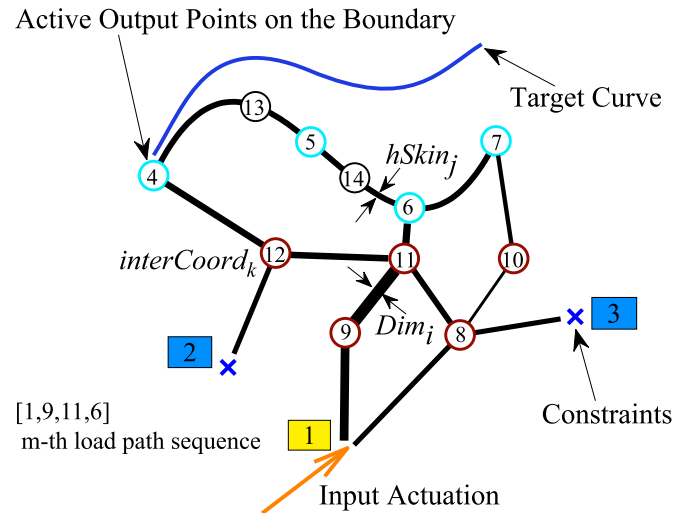 Active Output Points on the Boundary
Target Curve
13
5
7
hSkin_j
14
4
6
interCoord_k
12
11
10
Dim_i
9
8
3
2
[1,9,11,6]
m-th load path sequence
1
Constraints
Input Actuation